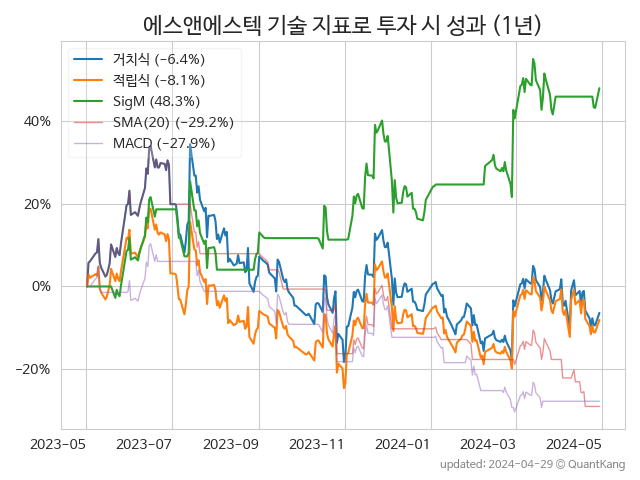 에스앤에스텍 기술 지표로 투자 시 성과 (1년)
거치식 (−6.4%)
적립식 (−8.1%)
SigM (48.3%)
SMA(20) (−29.2%)
MACD (−27.9%)
40%
20%
0%
−20%
2023-05 2023-07 2023-09 2023-11 2024-01 2024-03 2024-05
updated: 2024-04-29 © QuantKang